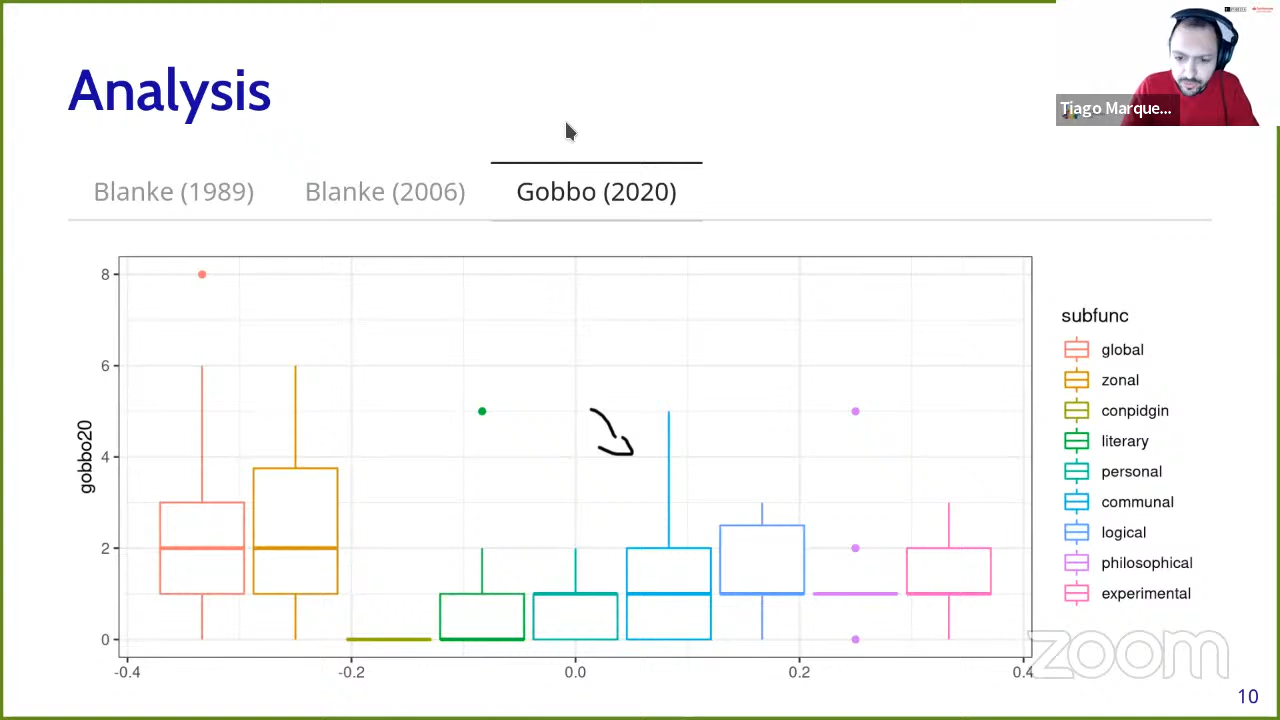 Analysis
Tiago Marque...
Blanke (1989) Blanke (2006) Gobbo (2020)
gobbo20
8
6
4
2
0
-0.4 -0.2 0.0 0.2 0.4
subfunc
global
zonal
conpidgin
literary
personal
communal
logical
philosophical
experimental
zoom
10